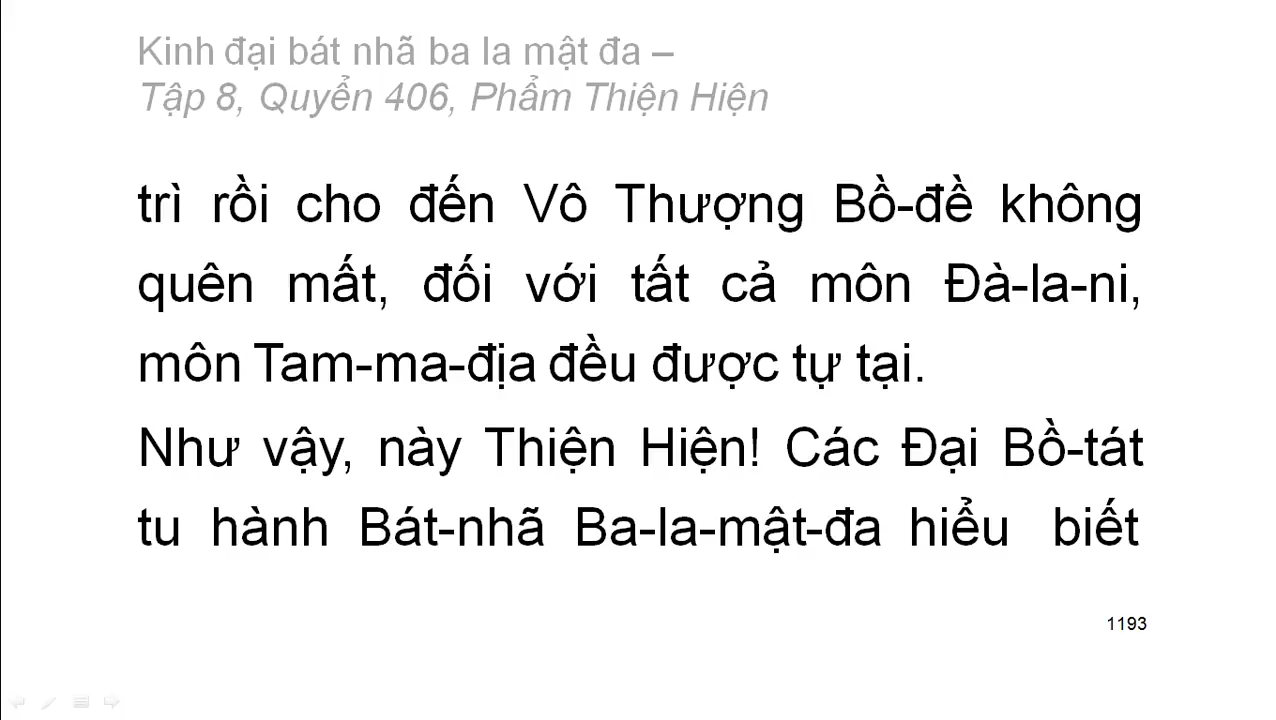 Kinh đại bát nhã ba la mật đa –
Tập 8, Quyển 406, Phẩm Thiện Hiện
trì rồi cho đến Vô Thượng Bồ-đề không
quên mất, đối với tất cả môn Đà-la-ni,
môn Tam-ma-địa đều được tự tại.
Như vậy, này Thiện Hiện! Các Đại Bồ-tát
tu hành Bát-nhã Ba-la-mật-đa hiểu biết
1193